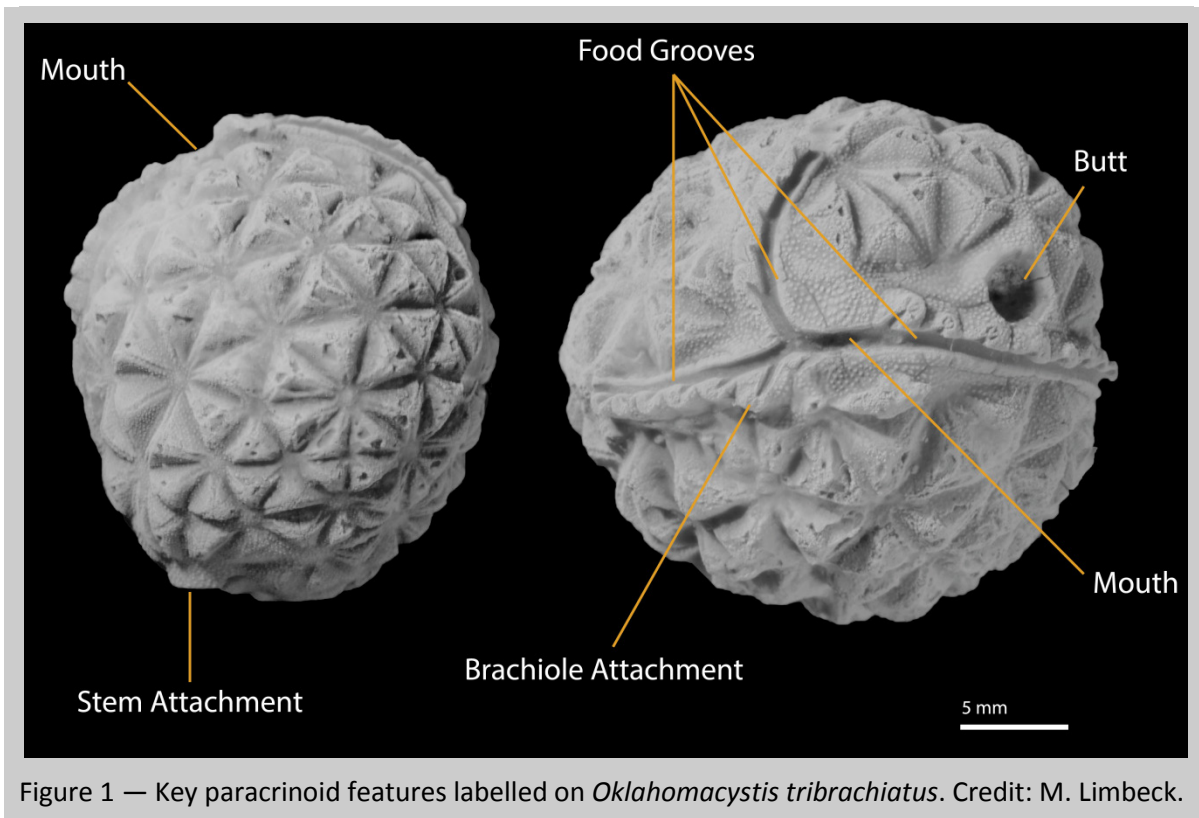 Food Grooves
Mouth
Butt
Mouth
Brachiole Attachment
Stem Attachment
5 mm
Figure 1 — Key paracrinoid features labelled on Oklahomacystis tribrachiatus. Credit: M. Limbeck.